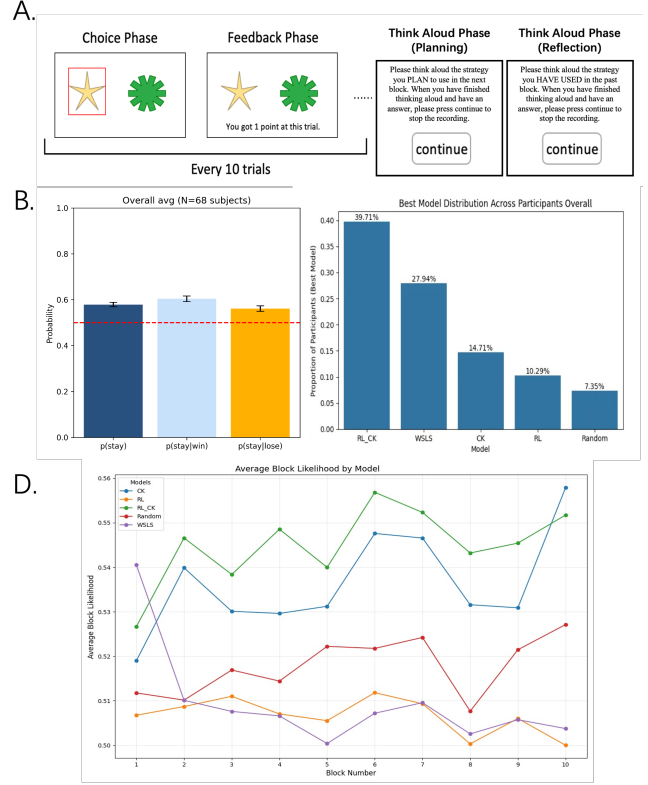 A.
Choice Phase
Feedback Phase
You got 1 point at this trial.
......
Every 10 trials
Think Aloud Phase
(Planning)
Please think aloud the strategy
you PLAN to use in the next
block. When you have finished
thinking aloud and have an
answer, please press continue to
stop the recording.
continue
Think Aloud Phase
(Reflection)
Please think aloud the strategy
you HAVE USED in the past
block. When you have finished
thinking aloud and have an
answer, please press continue to
stop the recording.
continue
B.
Overall avg (N=68 subjects)
Probability
1.0
0.8
0.6
0.4
0.2
0.0
p(stay)
p(stay|win)
p(stay|lose)
Best Model Distribution Across Participants Overall
Proportion of Participants (Best Model)
0.40
0.35
0.30
0.25
0.20
0.15
0.10
0.05
0.00
39.71%
27.94%
14.71%
10.29%
7.35%
RL_CK
WSLS
CK
RL
Random
Model
D.
Average Block Likelihood by Model
Models
CK
RL
RL_CK
Random
WSLS
Average Block Likelihood
0.56
0.55
0.54
0.53
0.52
0.51
0.50
1
2
3
4
5
6
7
8
9
10
Block Number